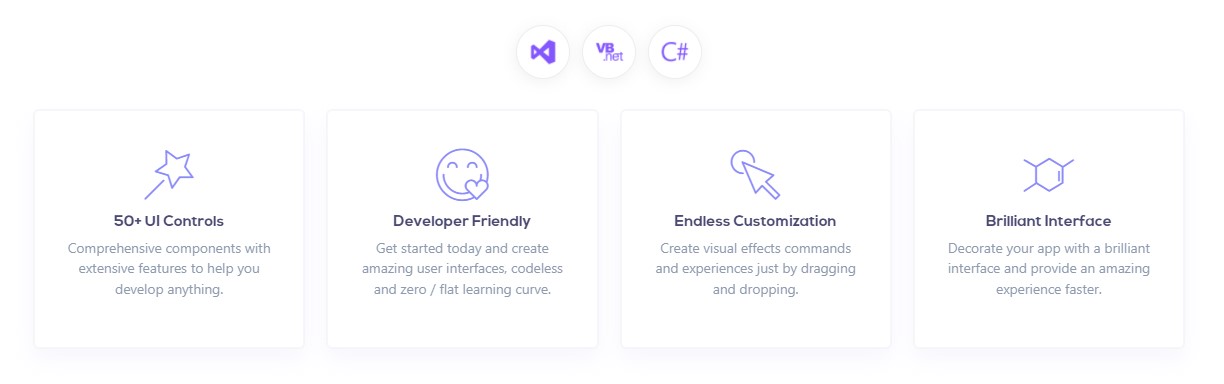 VB
.net
C#
50+ UI Controls
Comprehensive components with
extensive features to help you
develop anything.
Developer Friendly
Get started today and create
amazing user interfaces, codeless
and zero / flat learning curve.
Endless Customization
Create visual effects commands
and experiences just by dragging
and dropping.
Brilliant Interface
Decorate your app with a brilliant
interface and provide an amazing
experience faster.